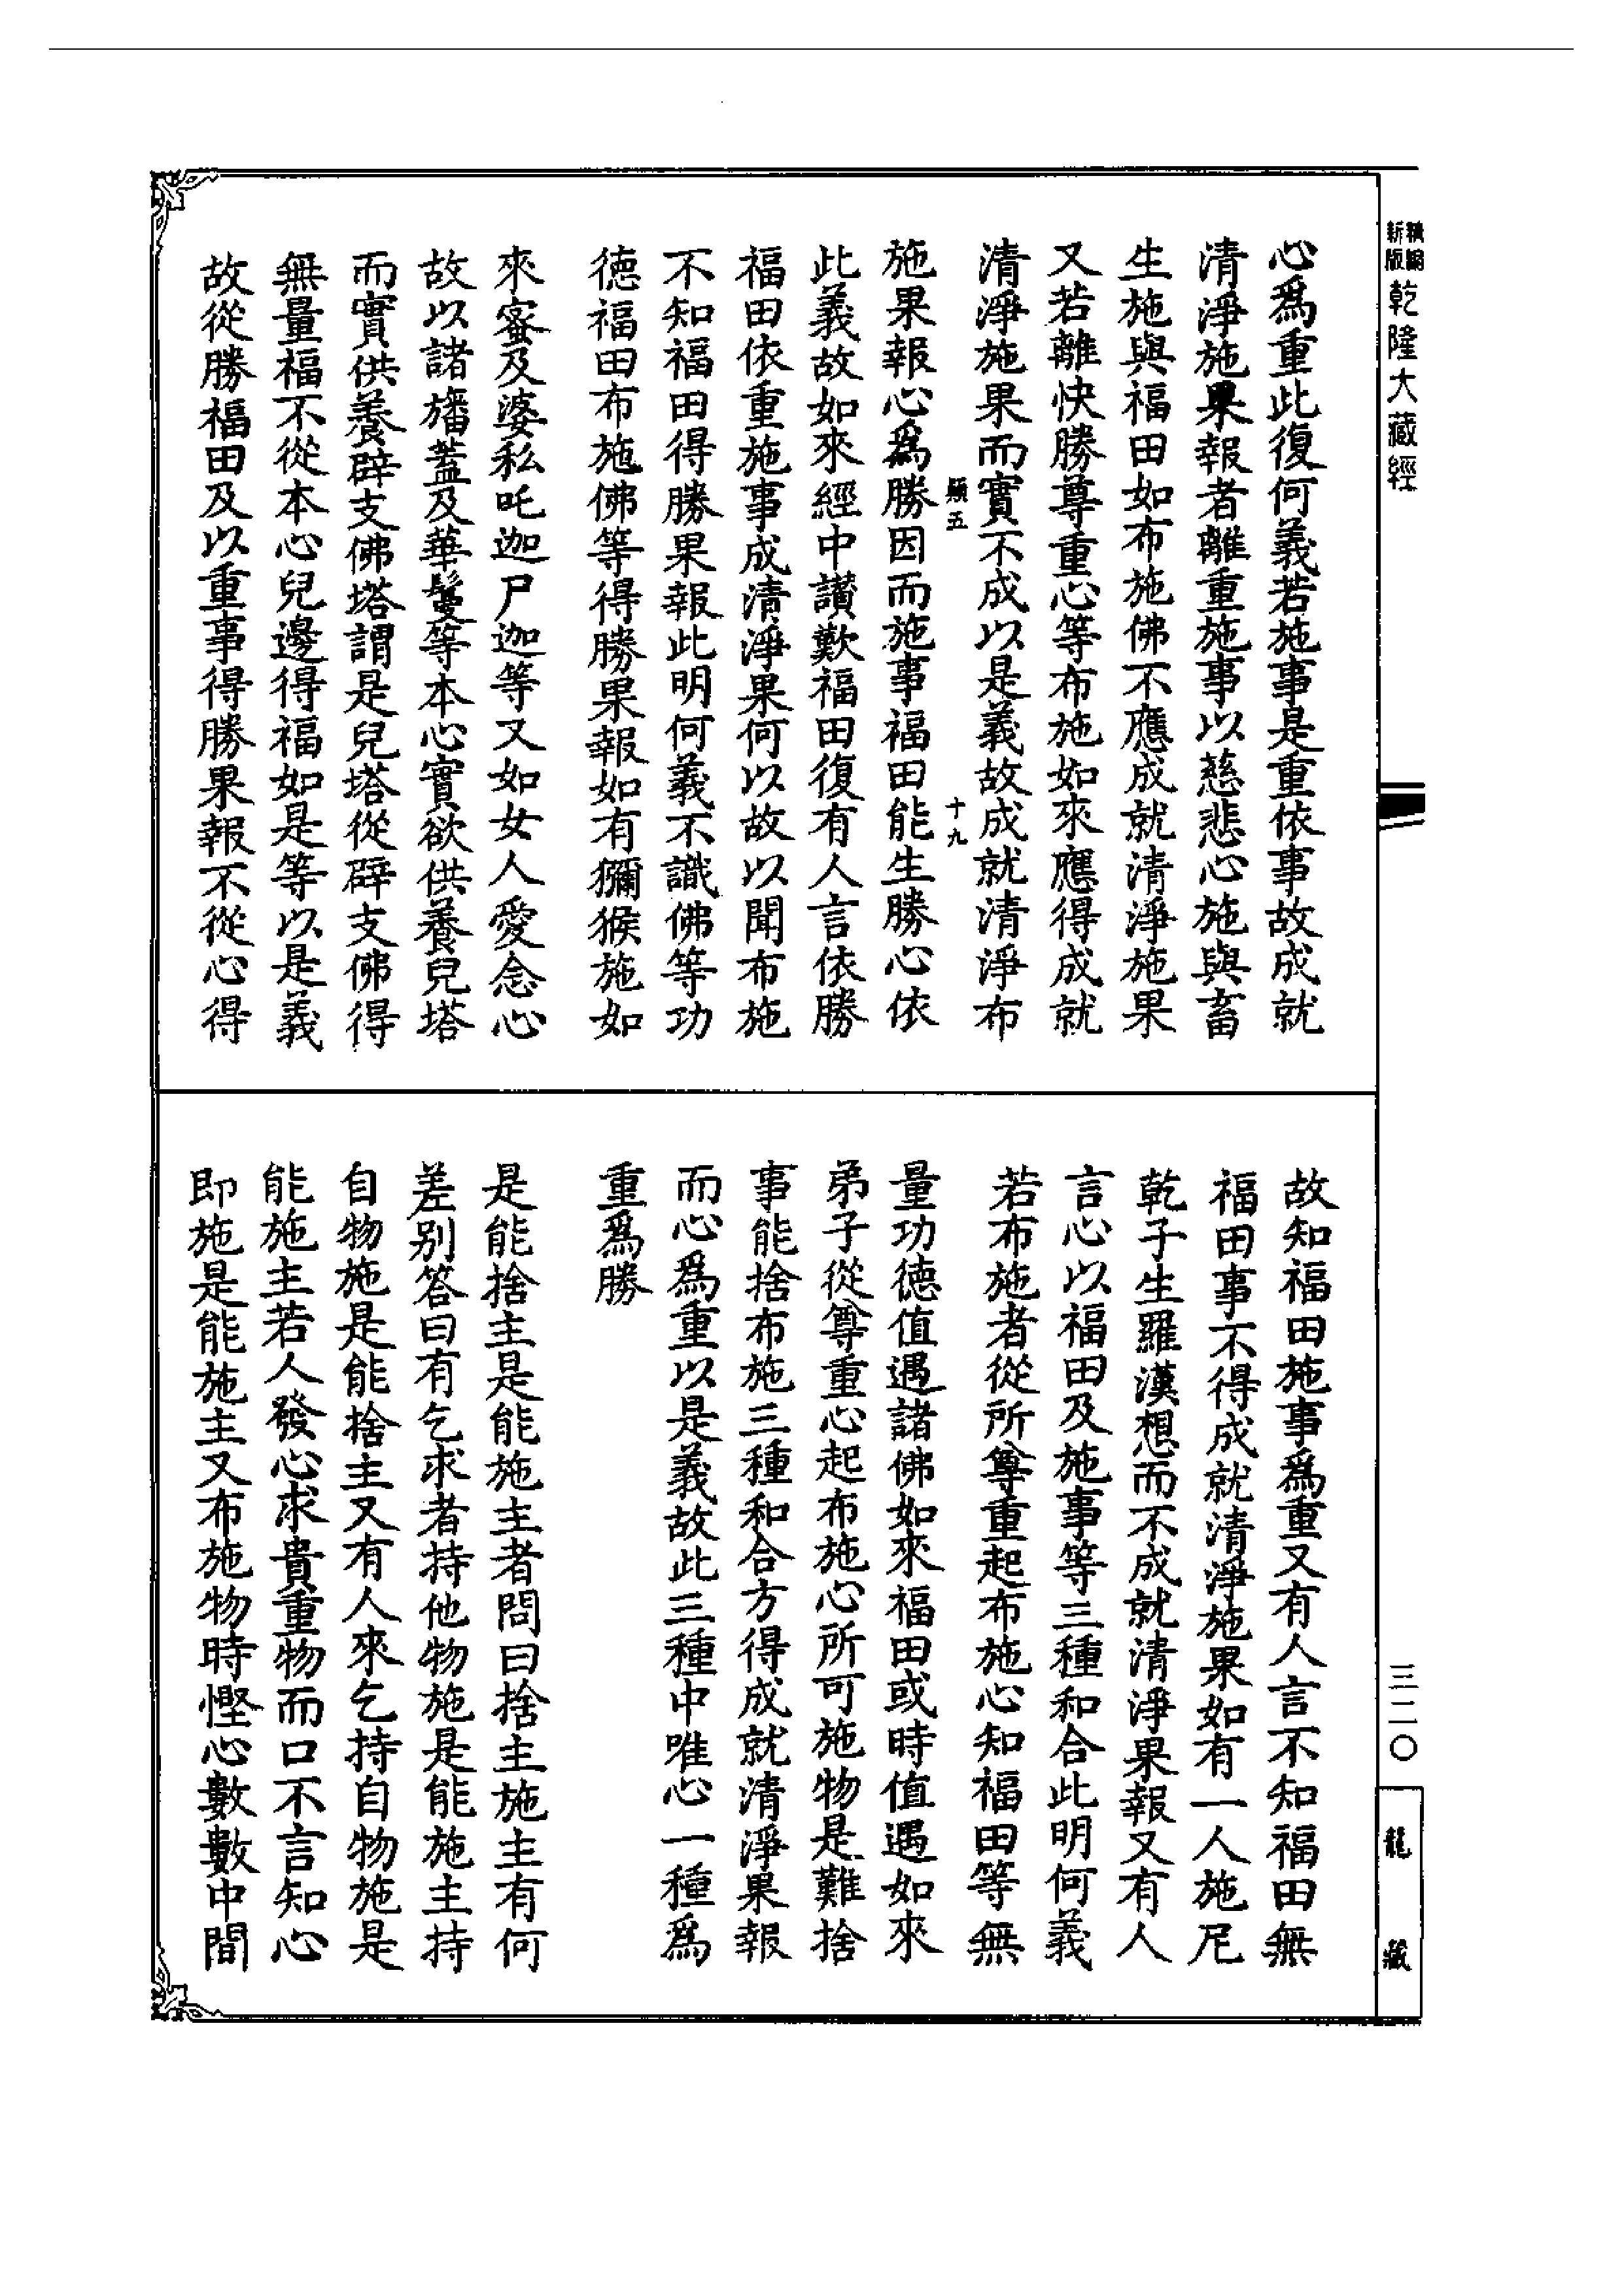 新編
新版
乾隆大藏經
心爲重此復何義若施事是重依事故成就
清淨施果報者離重施事以慈悲心施與畜
生施與福田如布施佛不應成就清淨施果
又若離快勝尊重心等布施如來應得成就
清淨施果而實不成以是義故成就清淨布
顯五 十九
施果報心爲勝因而施事福田能生勝心依
此義故如來經中讃歎福田復有人言依勝
福田依重施事成清淨果何以故以聞布施
不知福田得勝果報此明何義不識佛等功
德福田布施佛等得勝果報如有獼猴施如
來蜜及婆私吒迦尸迦等又如女人愛念心
故以諸旛蓋及華鬘等本心實欲供養兒塔
而實供養辟支佛塔謂是兒塔從辟支佛得
無量福不從本心兒邊得福如是等以是義
故從勝福田及以重事得勝果報不從心得
故知福田施事爲重又有人言不知福田無
福田事不得成就清淨施果如有一人施尼
乾子生羅漢想而不成就清淨果報又有人
言心以福田及施事等三種和合此明何義
若布施者從所尊重起布施心知福田等無
量功德值遇諸佛如來福田或時值遇如來
弟子從尊重心起布施心所可施物是難捨
事能捨布施三種和合方得成就清淨果報
而心爲重以是義故此三種中唯心一種爲
重爲勝
是能捨主是能施主者問曰捨主施主有何
差別答曰有乞求者持他物施是能施主持
自物施是能捨主又有人來乞持自物施是
能施主若人發心求貴重物而口不言知心
即施是能施主又布施物時慳心數數中間
三二〇
龍藏